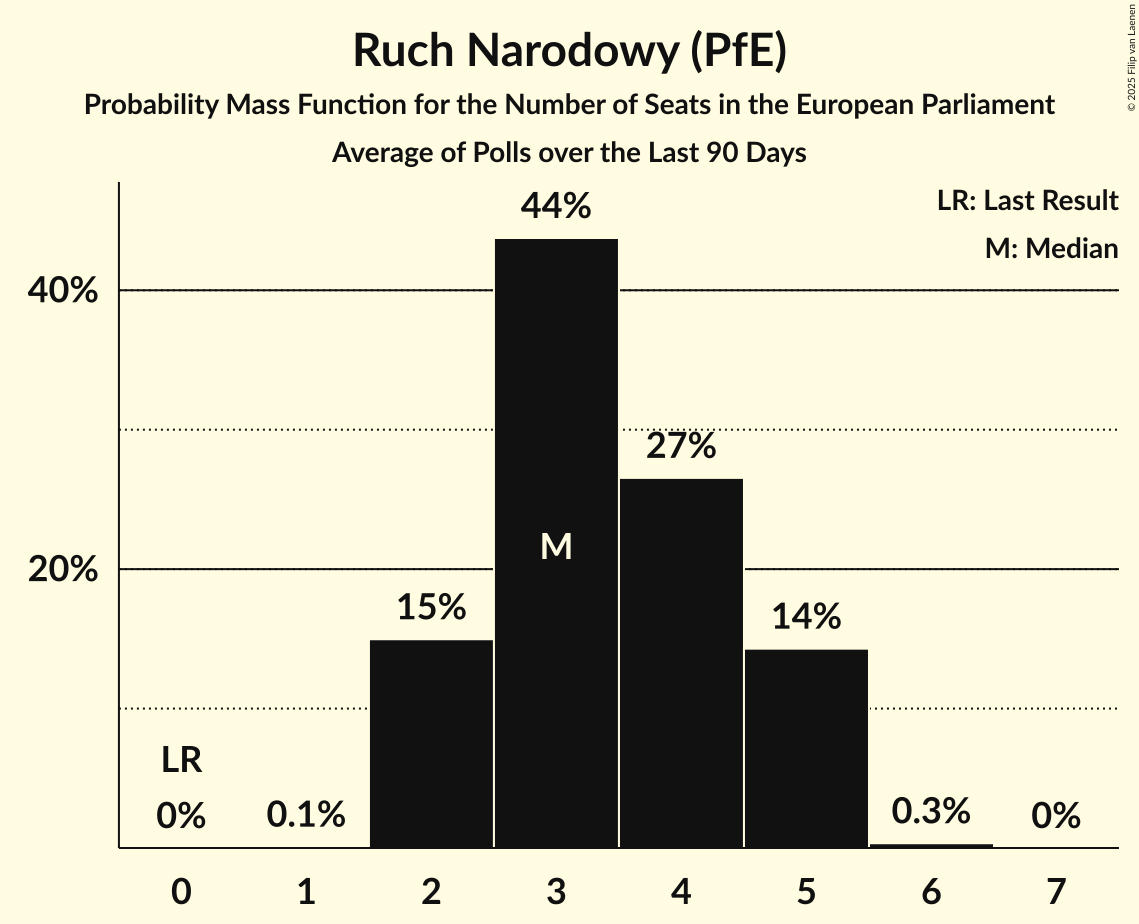 Ruch Narodowy (PfE)
Probability Mass Function for the Number of Seats in the European Parliament
Average of Polls over the Last 90 Days
© 2025 Filip van Laenen
LR: Last Result
M: Median
44%
40%
27%
M
20%
15%
14%
LR
0%
0.1%
0.3%
0%
0 1 2 3 4 5 6 7